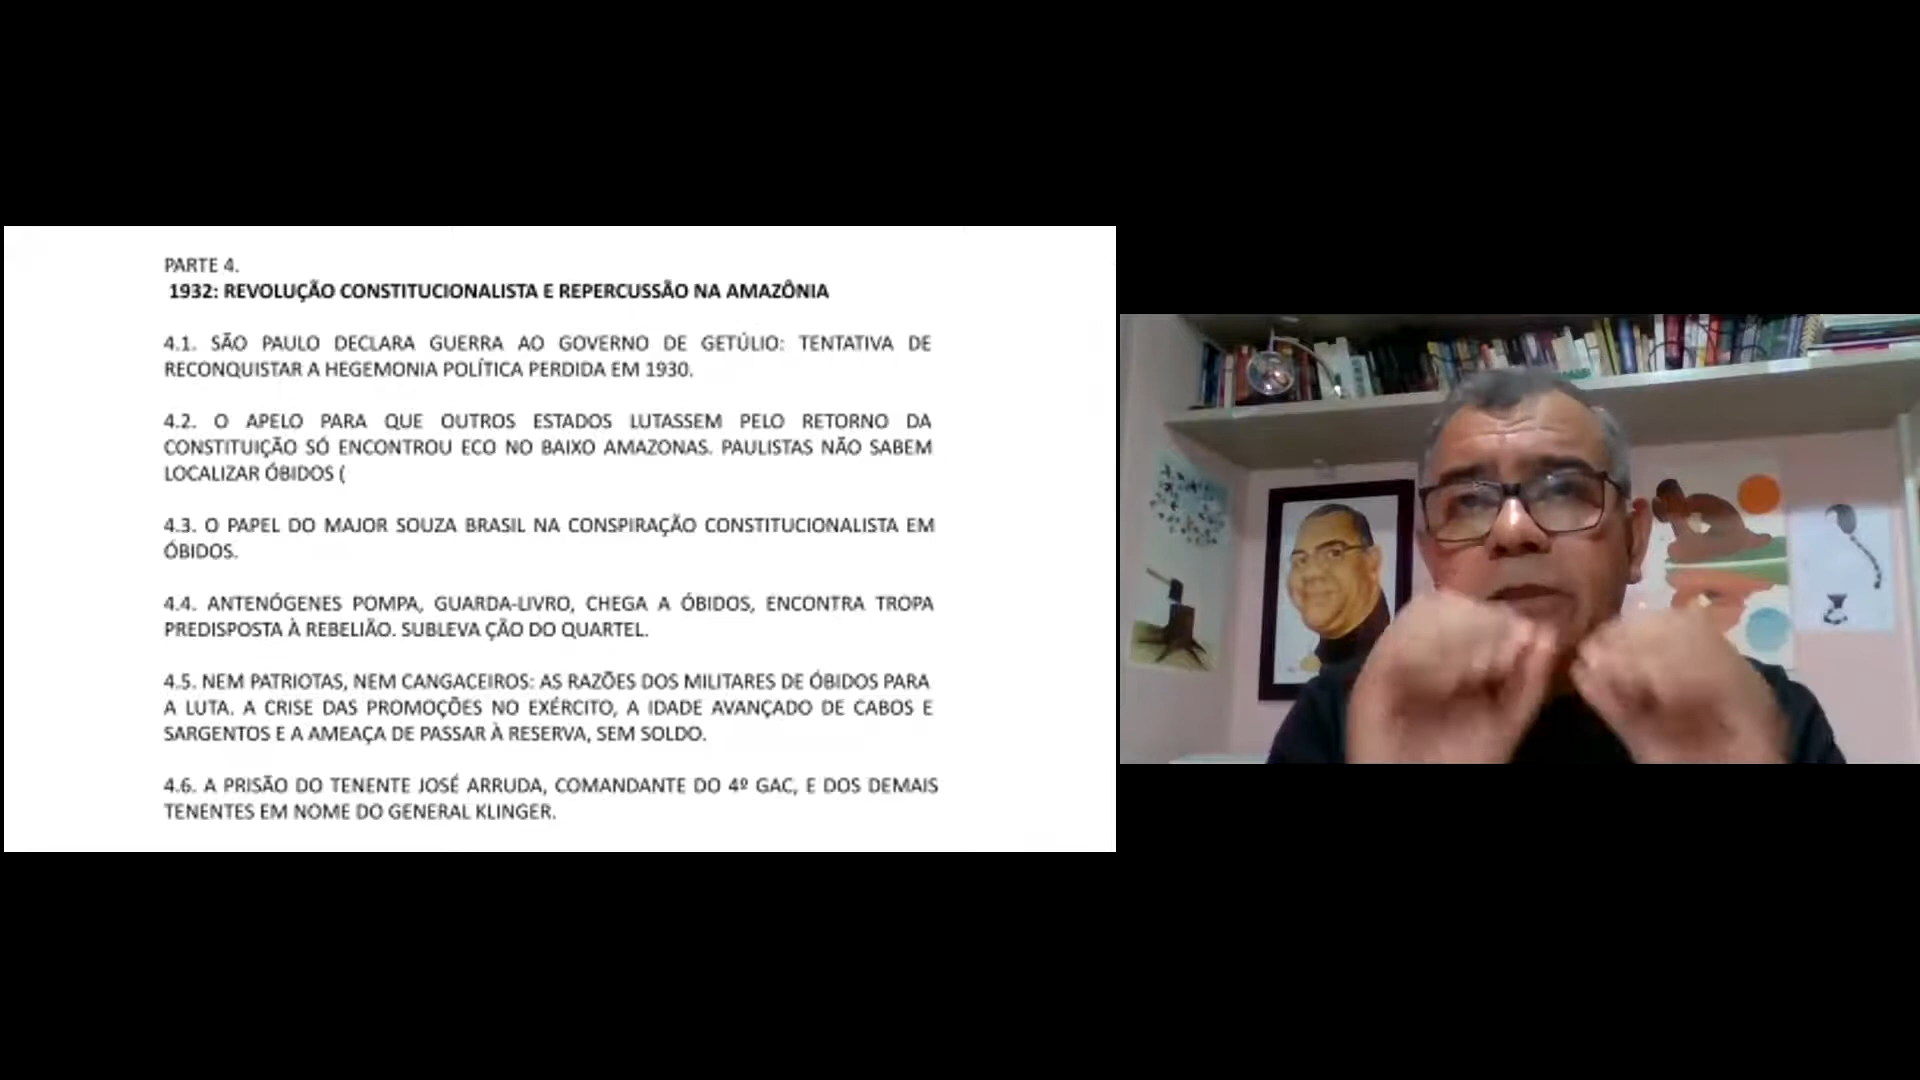 PARTE 4.
1932: REVOLUÇÃO CONSTITUCIONALISTA E REPERCUSSÃO NA AMAZÔNIA
4.1. SÃO PAULO DECLARA GUERRA AO GOVERNO DE GETÚLIO: TENTATIVA DE
RECONQUISTAR A HEGEMONIA POLÍTICA PERDIDA EM 1930.
4.2. O APELO PARA QUE OUTROS ESTADOS LUTASSEM PELO RETORNO DA
CONSTITUIÇÃO SÓ ENCONTROU ECO NO BAIXO AMAZONAS. PAULISTAS NÃO SABEM
LOCALIZAR ÓBIDOS (
4.3. O PAPEL DO MAJOR SOUZA BRASIL NA CONSPIRAÇÃO CONSTITUCIONALISTA EM
ÓBIDOS.
4.4. ANTENÓGENES POMPA, GUARDA-LIVRO, CHEGA A ÓBIDOS, ENCONTRA TROPA
PREDISPOSTA À REBELIÃO. SUBLEVA ÇÃO DO QUARTEL.
4.5. NEM PATRIOTAS, NEM CANGACEIROS: AS RAZÕES DOS MILITARES DE ÓBIDOS PARA
A LUTA. A CRISE DAS PROMOÇÕES NO EXÉRCITO, A IDADE AVANÇADO DE CABOS E
SARGENTOS E A AMEAÇA DE PASSAR À RESERVA, SEM SOLDO.
4.6. A PRISÃO DO TENENTE JOSÉ ARRUDA, COMANDANTE DO 4º GAC, E DOS DEMAIS
TENENTES EM NOME DO GENERAL KLINGER.